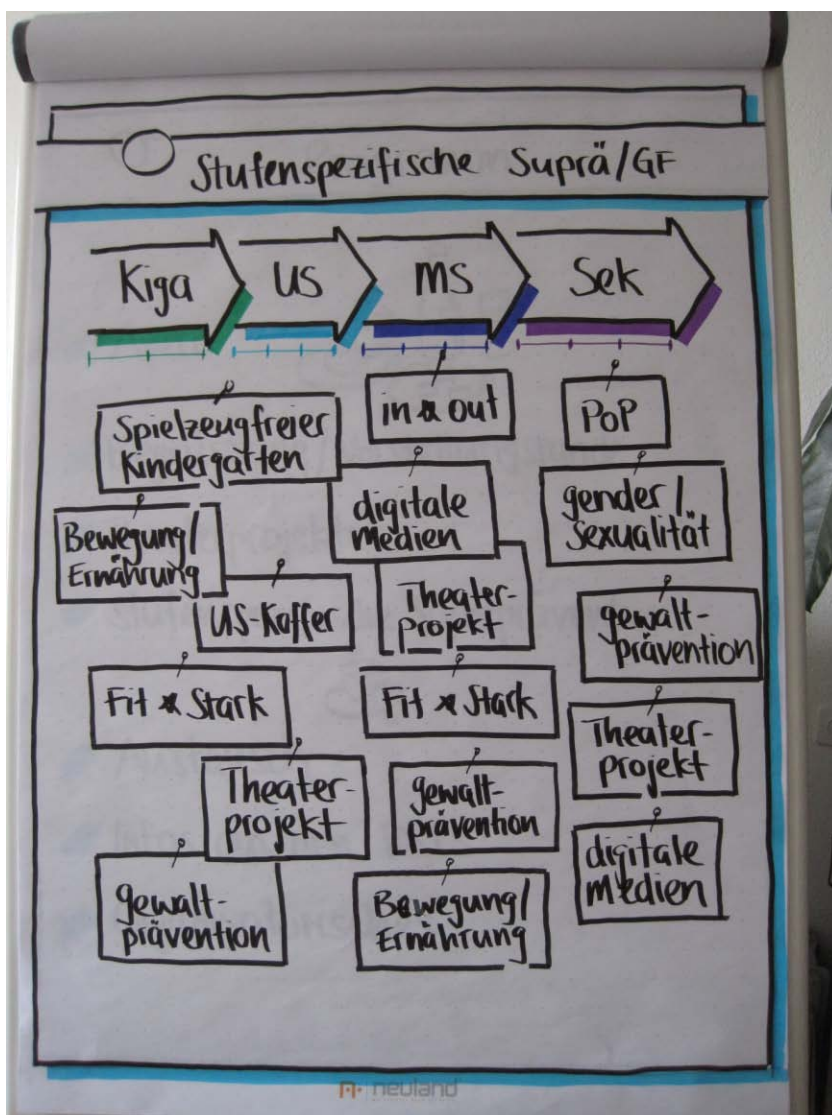 Stufenspezifische Suprä/GF
Kiga
US
MS
Sek
Spielzeugfreier
Kindergarten
Bewegung/
Ernährung
US-Koffer
Fit & Stark
Theater-
projekt
gewalt-
prävention
in & out
digitale
Medien
Theater-
projekt
Fit & Stark
gewalt-
prävention
Bewegung/
Ernährung
PoP
gender/
Sexualität
gewalt-
prävention
Theater-
projekt
digitale
Medien
neuland